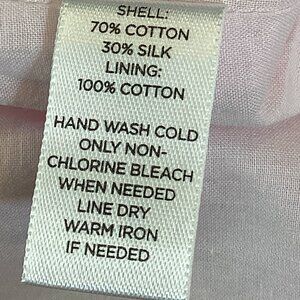 SHELL:
70% COTTON
30% SILK
LINING:
100% COTTON
HAND WASH COLD
ONLY NON-
CHLORINE BLEACH
WHEN NEEDED
LINE DRY
WARM IRON
IF NEEDED